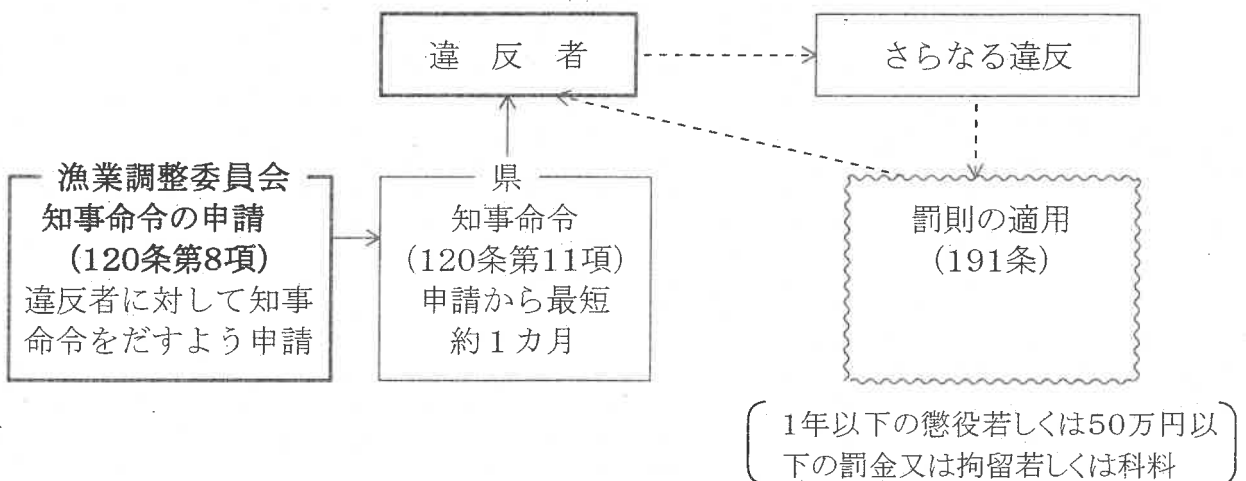 違反者
さらなる違反
漁業調整委員会
知事命令の申請
(120条第8項)
違反者に対して知事
命令をだすよう申請
県
知事命令
(120条第11項)
申請から最短
約1カ月
罰則の適用
(191条)
1年以下の懲役若しくは50万円以
下の罰金又は拘留若しくは科料